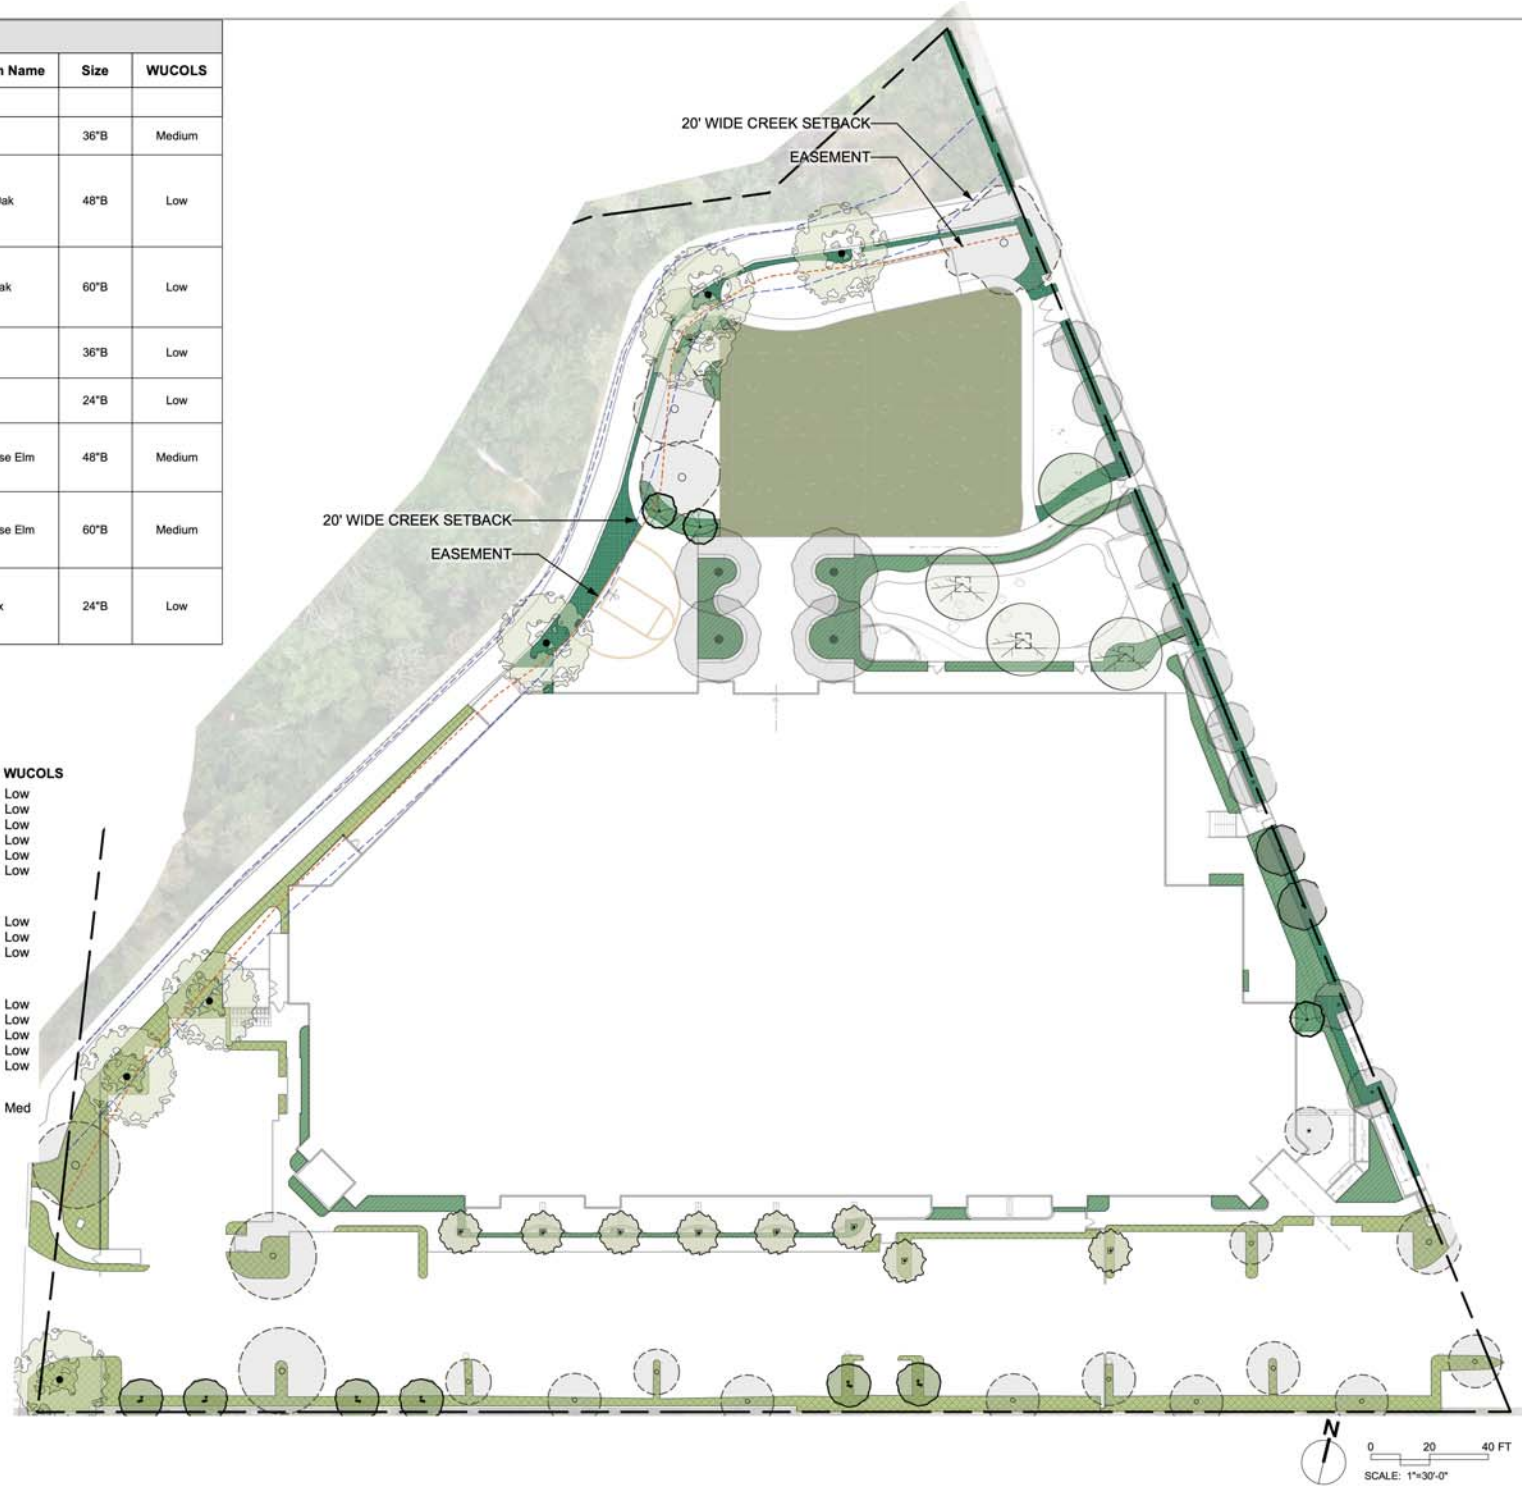 n Name Size WUCOLS
36"B Medium
Oak 48"B Low
ak 60"B Low
36"B Low
24"B Low
se Elm 48"B Medium
se Elm 60"B Medium
x 24"B Low
20' WIDE CREEK SETBACK
EASEMENT
20' WIDE CREEK SETBACK
EASEMENT
WUCOLS
Low
Low
Low
Low
Low
Low
Low
Low
Low
Low
Low
Low
Low
Low
Med
N
0 20 40 FT
SCALE: 1"=30'-0"